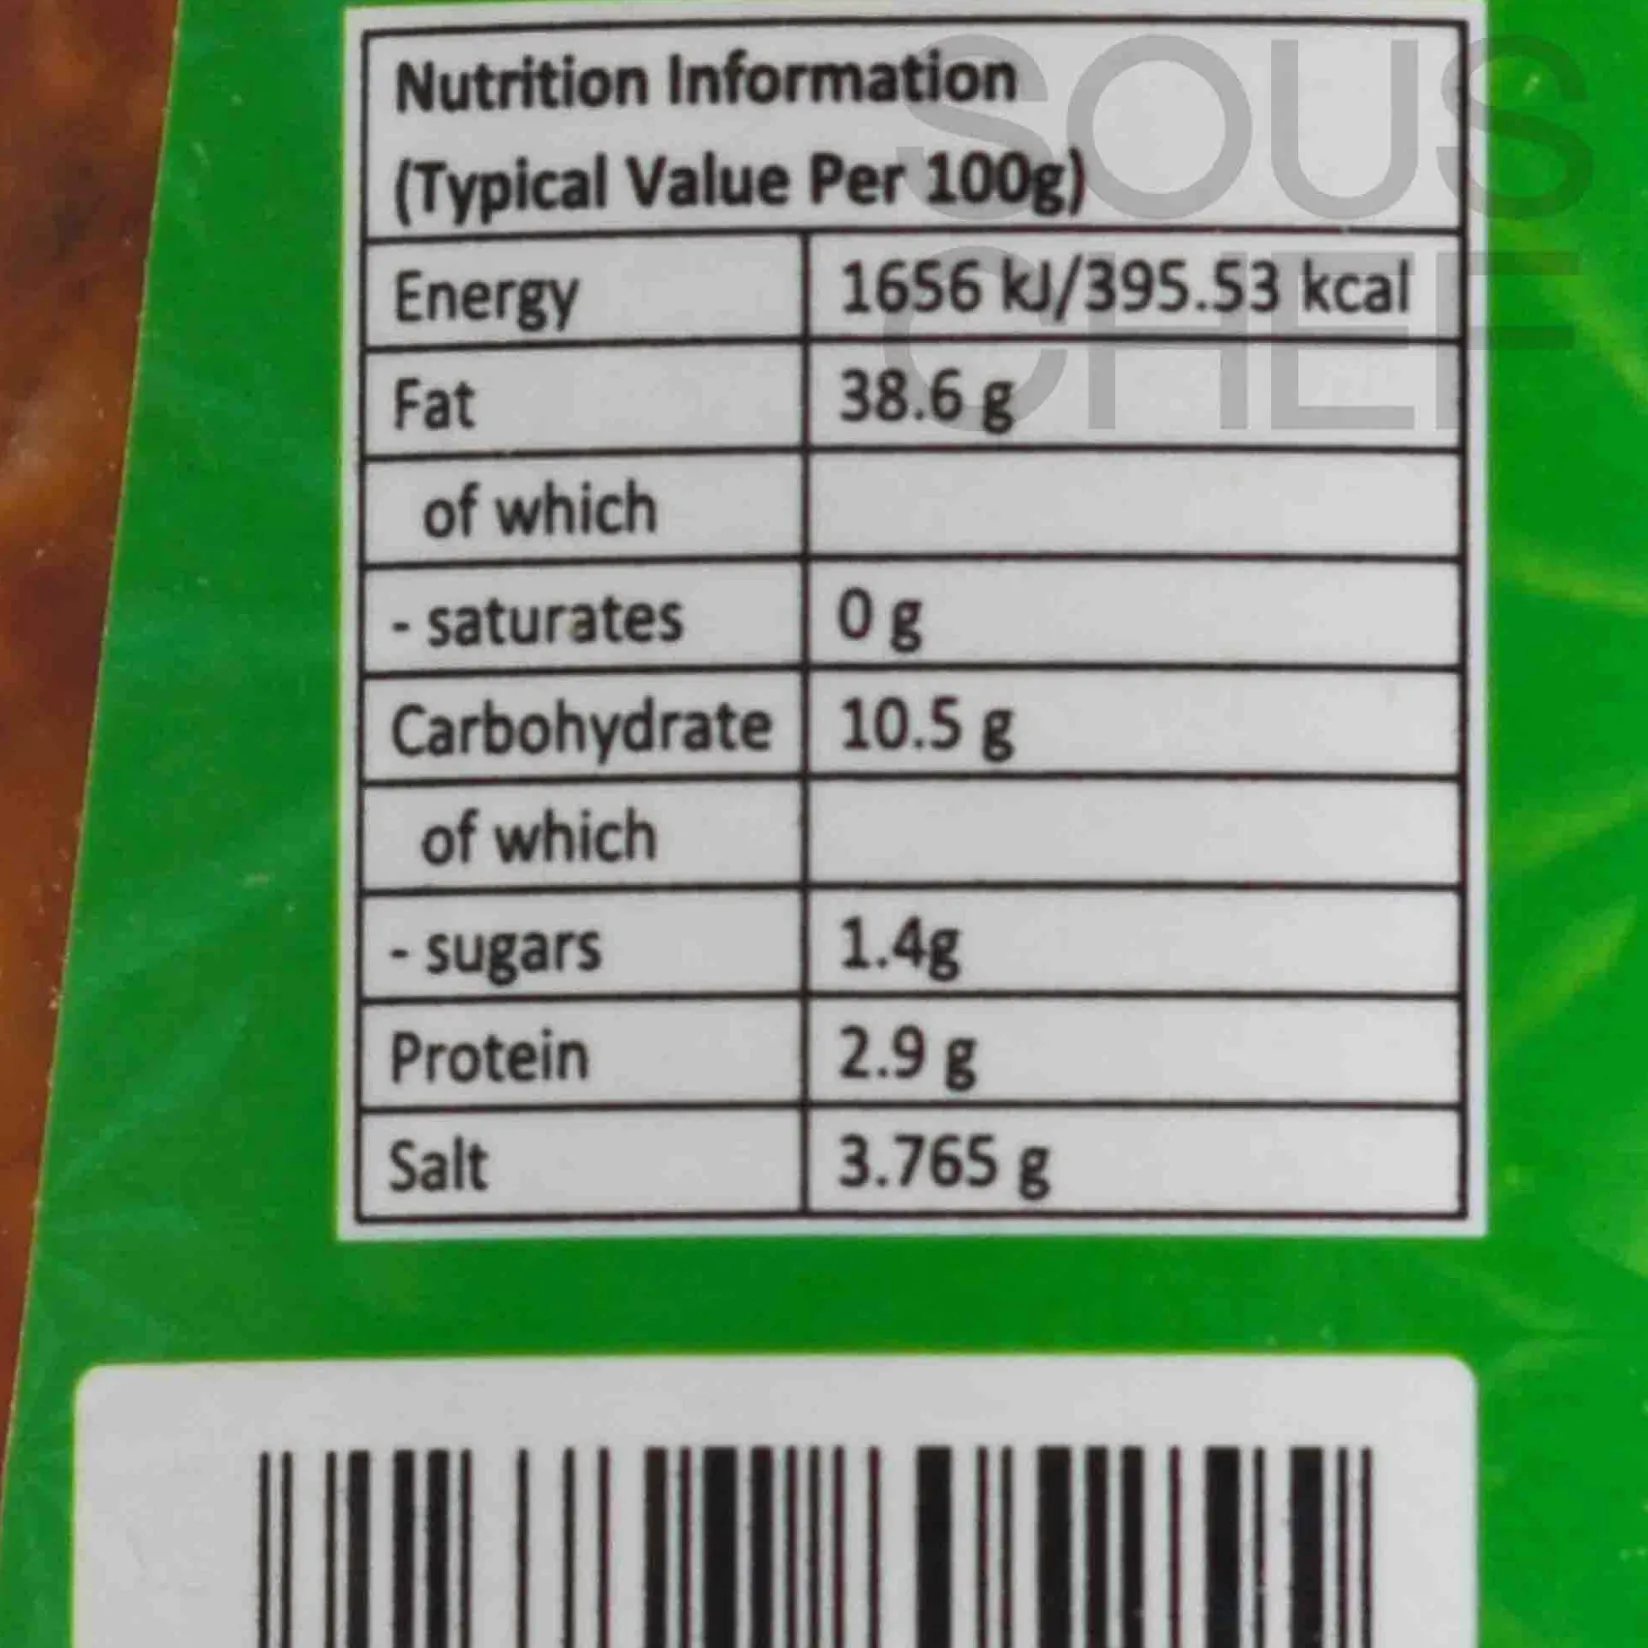 Nutrition Information
(Typical Value Per 100g)
Energy 1656 kJ/395.53 kcal
Fat 38.6 g
of which
- saturates 0 g
Carbohydrate 10.5 g
of which
- sugars 1.4g
Protein 2.9 g
Salt 3.765 g
SOUS
CHEF